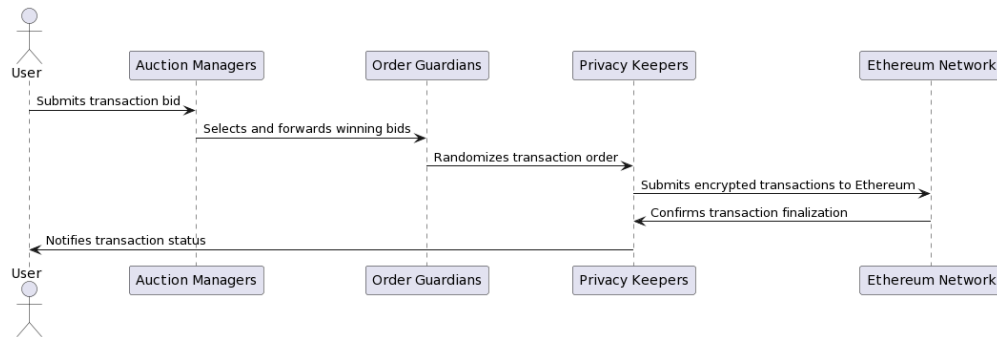 User
Auction Managers
Order Guardians
Privacy Keepers
Ethereum Network
Submits transaction bid
Selects and forwards winning bids
Randomizes transaction order
Submits encrypted transactions to Ethereum
Confirms transaction finalization
Notifies transaction status
User
Auction Managers
Order Guardians
Privacy Keepers
Ethereum Network